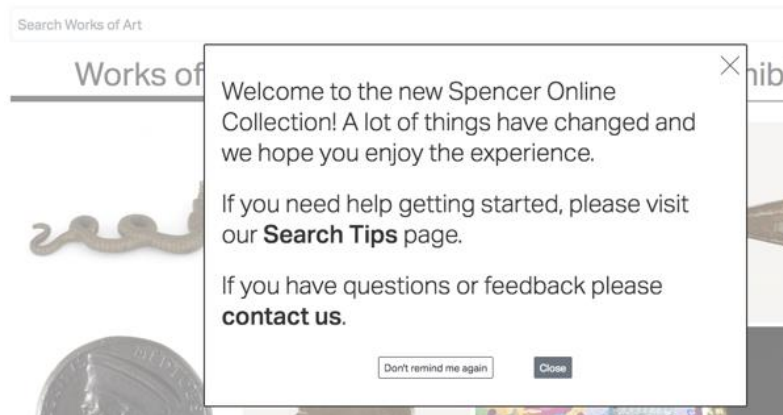 Search Works of Art
Works of
Welcome to the new Spencer Online
Collection! A lot of things have changed and
we hope you enjoy the experience.
If you need help getting started, please visit
our Search Tips page.
If you have questions or feedback please
contact us.
Don't remind me again
Close